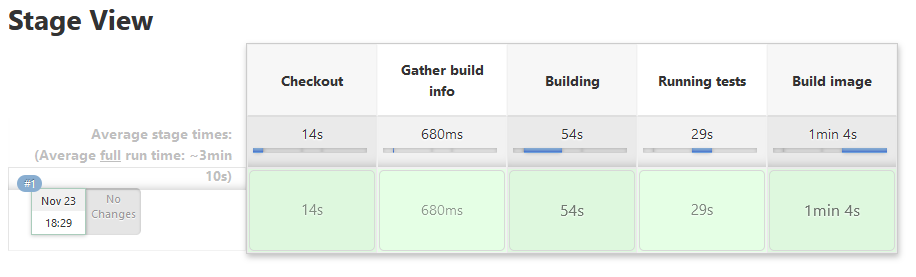 Stage View
Checkout
Gather build
info
Building
Running tests
Build image
Average stage times:
(Average full run time: ~3min
10s)
14s
680ms
54s
29s
1min 4s
#1
Nov 23
18:29
No
Changes
14s
680ms
54s
29s
1min 4s